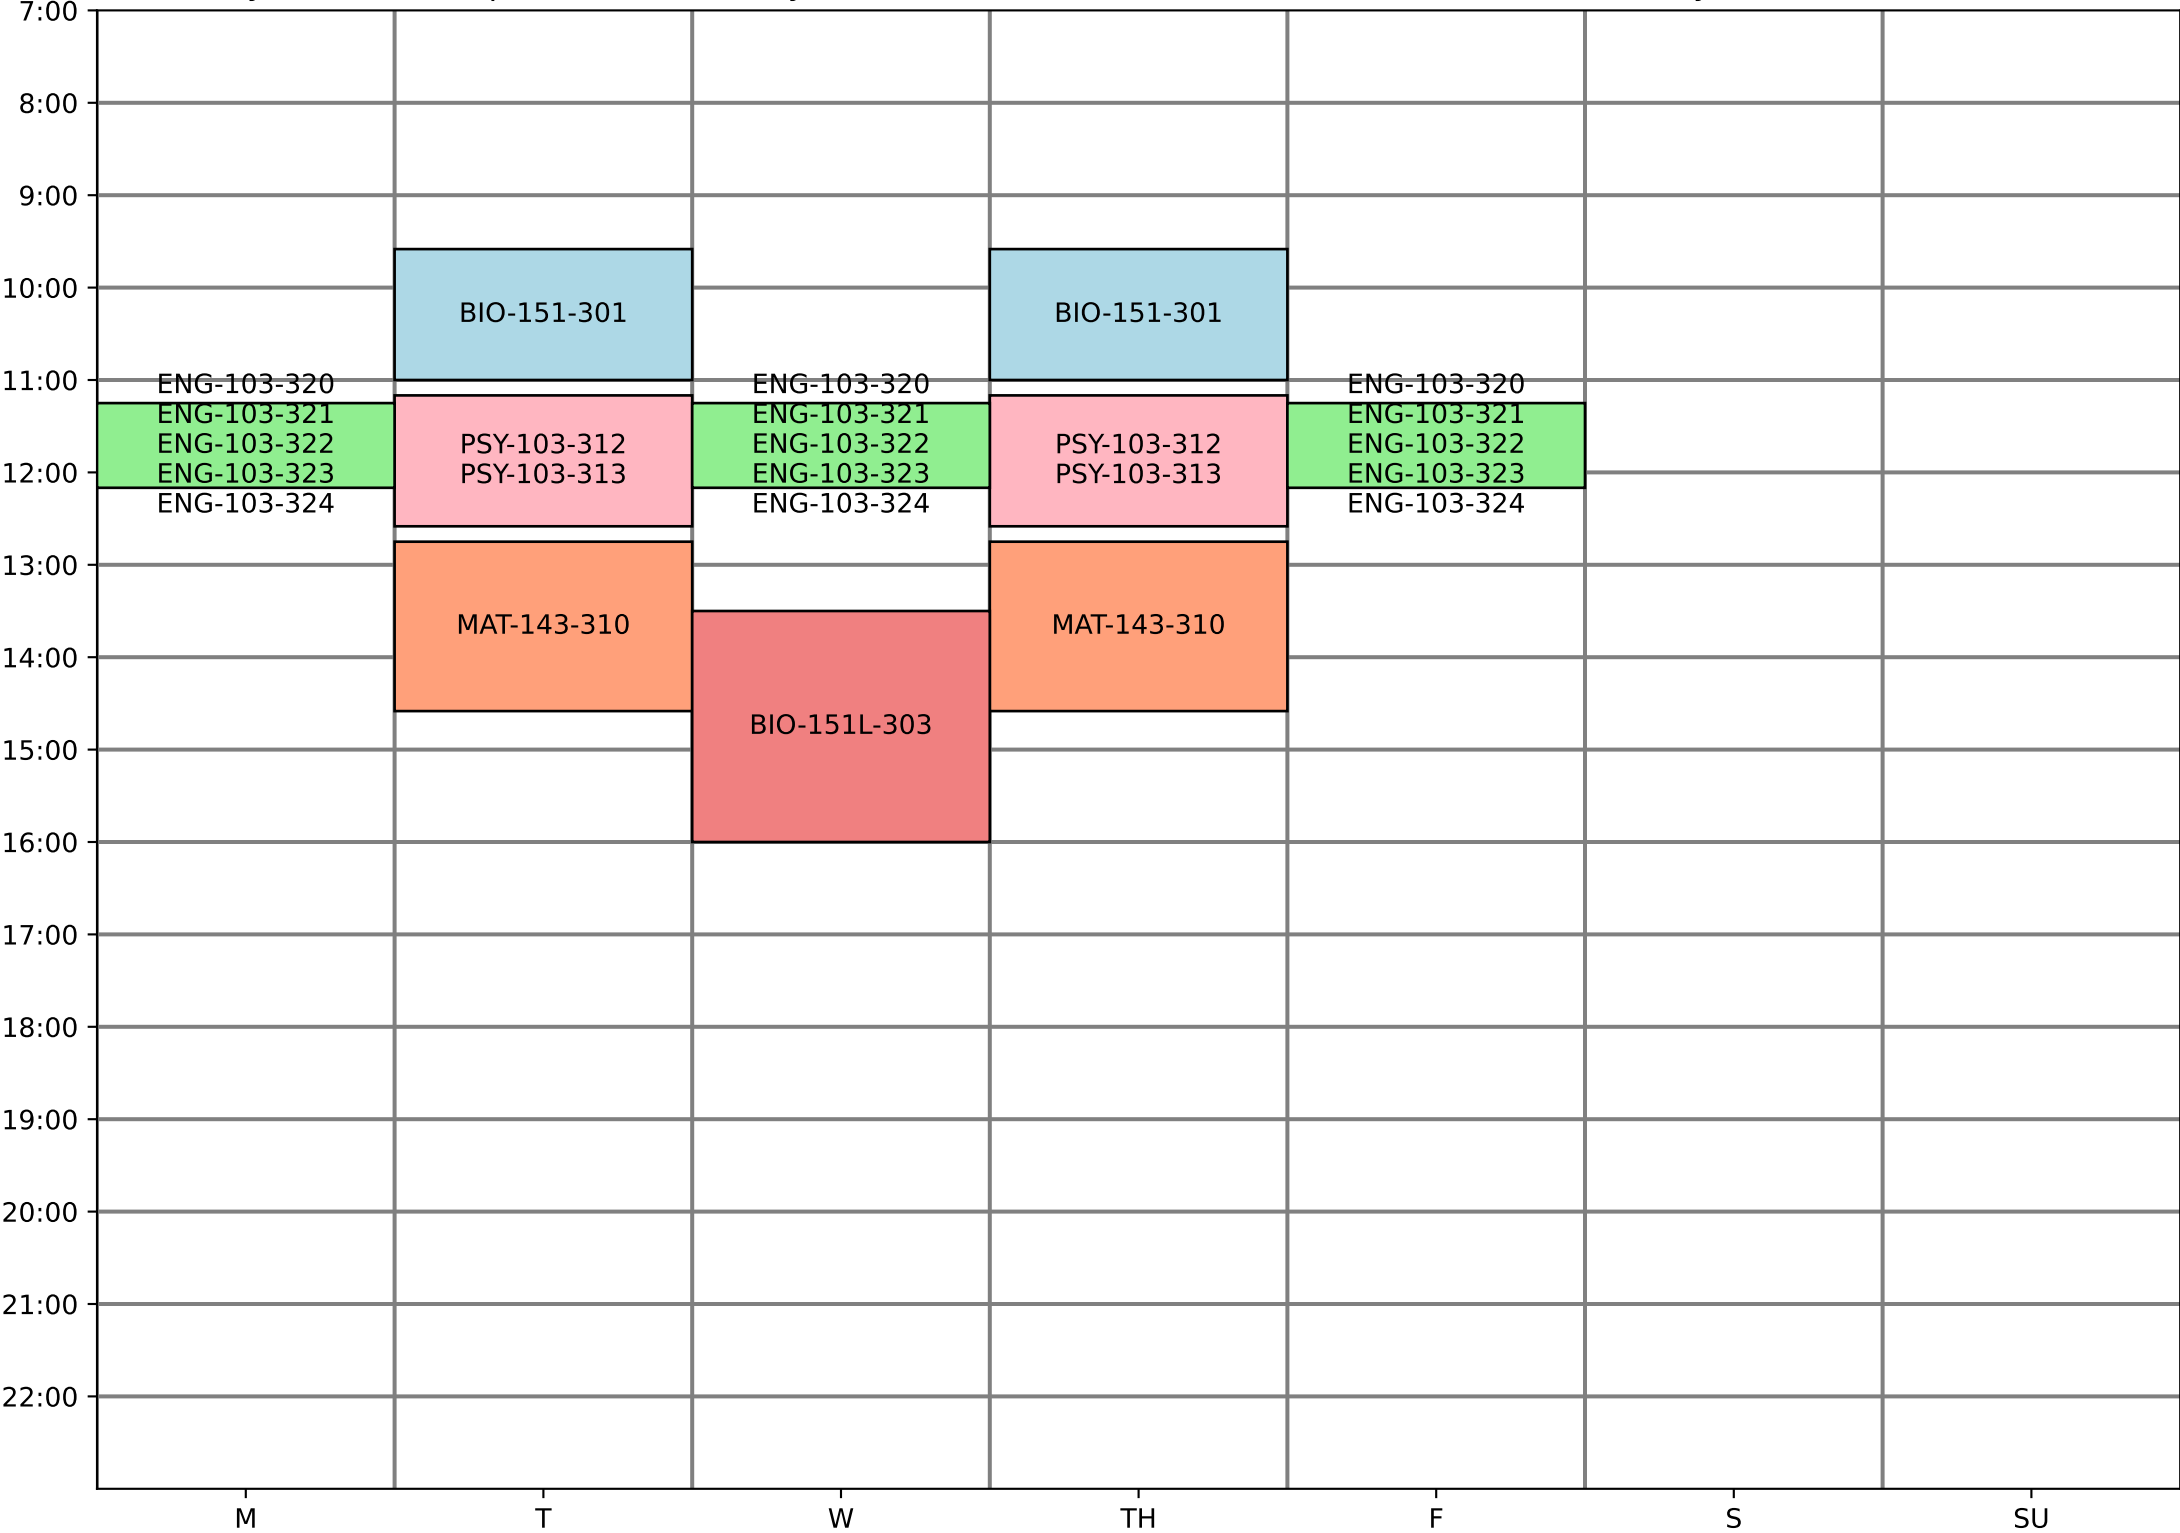 7:00
8:00
9:00
10:00
11:00
12:00
13:00
14:00
15:00
16:00
17:00
18:00
19:00
20:00
21:00
22:00
ENG-103-320
ENG-103-321
ENG-103-322
ENG-103-323
ENG-103-324
BIO-151-301
PSY-103-312
PSY-103-313
MAT-143-310
ENG-103-320
ENG-103-321
ENG-103-322
ENG-103-323
ENG-103-324
BIO-151L-303
BIO-151-301
PSY-103-312
PSY-103-313
MAT-143-310
ENG-103-320
ENG-103-321
ENG-103-322
ENG-103-323
ENG-103-324
M T W TH F S SU